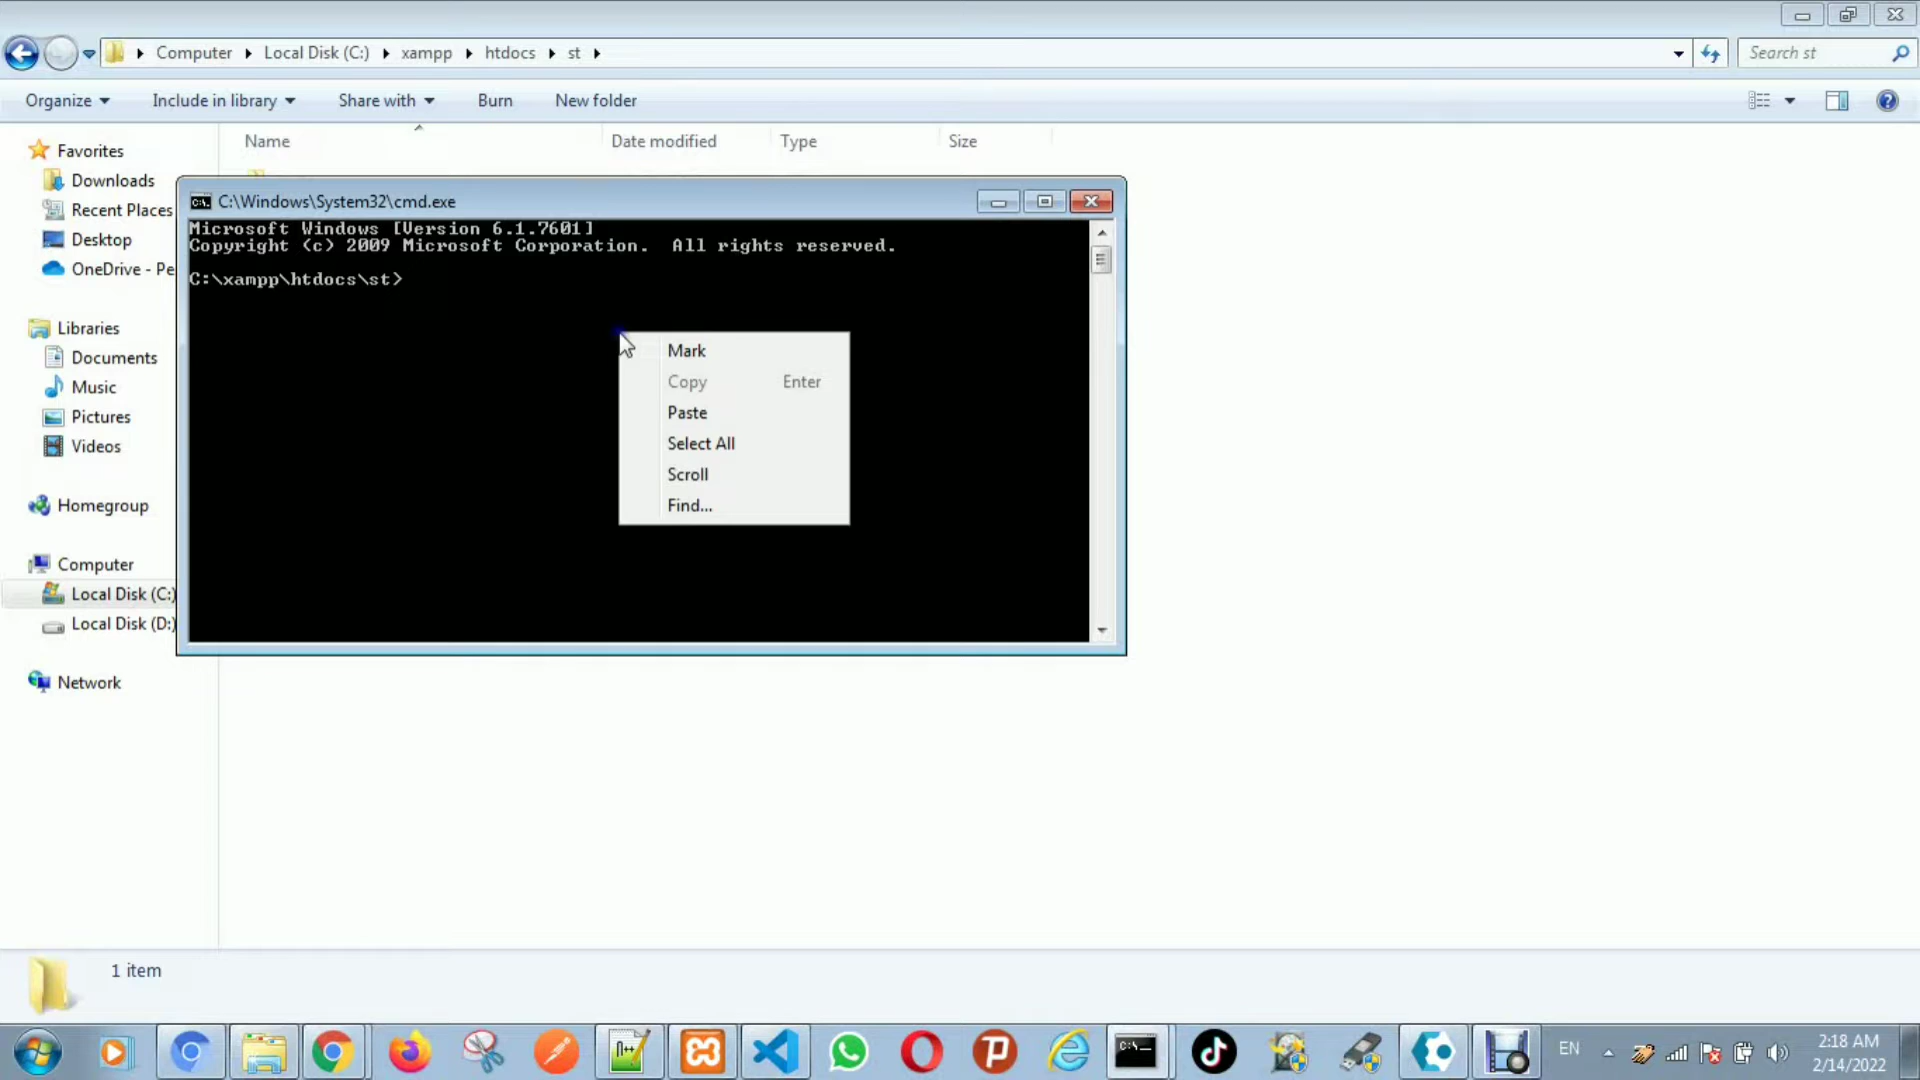 Computer Local Disk (C:) xampp htdocs st
Search st
Organize Include in library Share with Burn New folder
Name Date modified Type Size
Favorites
Downloads
Recent Places
Desktop
OneDrive - Pe
Libraries
Documents
Music
Pictures
Videos
Homegroup
Computer
Local Disk (C:)
Local Disk (D:)
Network
C:\Windows\System32\cmd.exe
Microsoft Windows [Version 6.1.7601]
Copyright (c) 2009 Microsoft Corporation. All rights reserved.
C:\xampp\htdocs\st>
Mark
Copy Enter
Paste
Select All
Scroll
Find...
1 item
EN
2:18 AM
2/14/2022